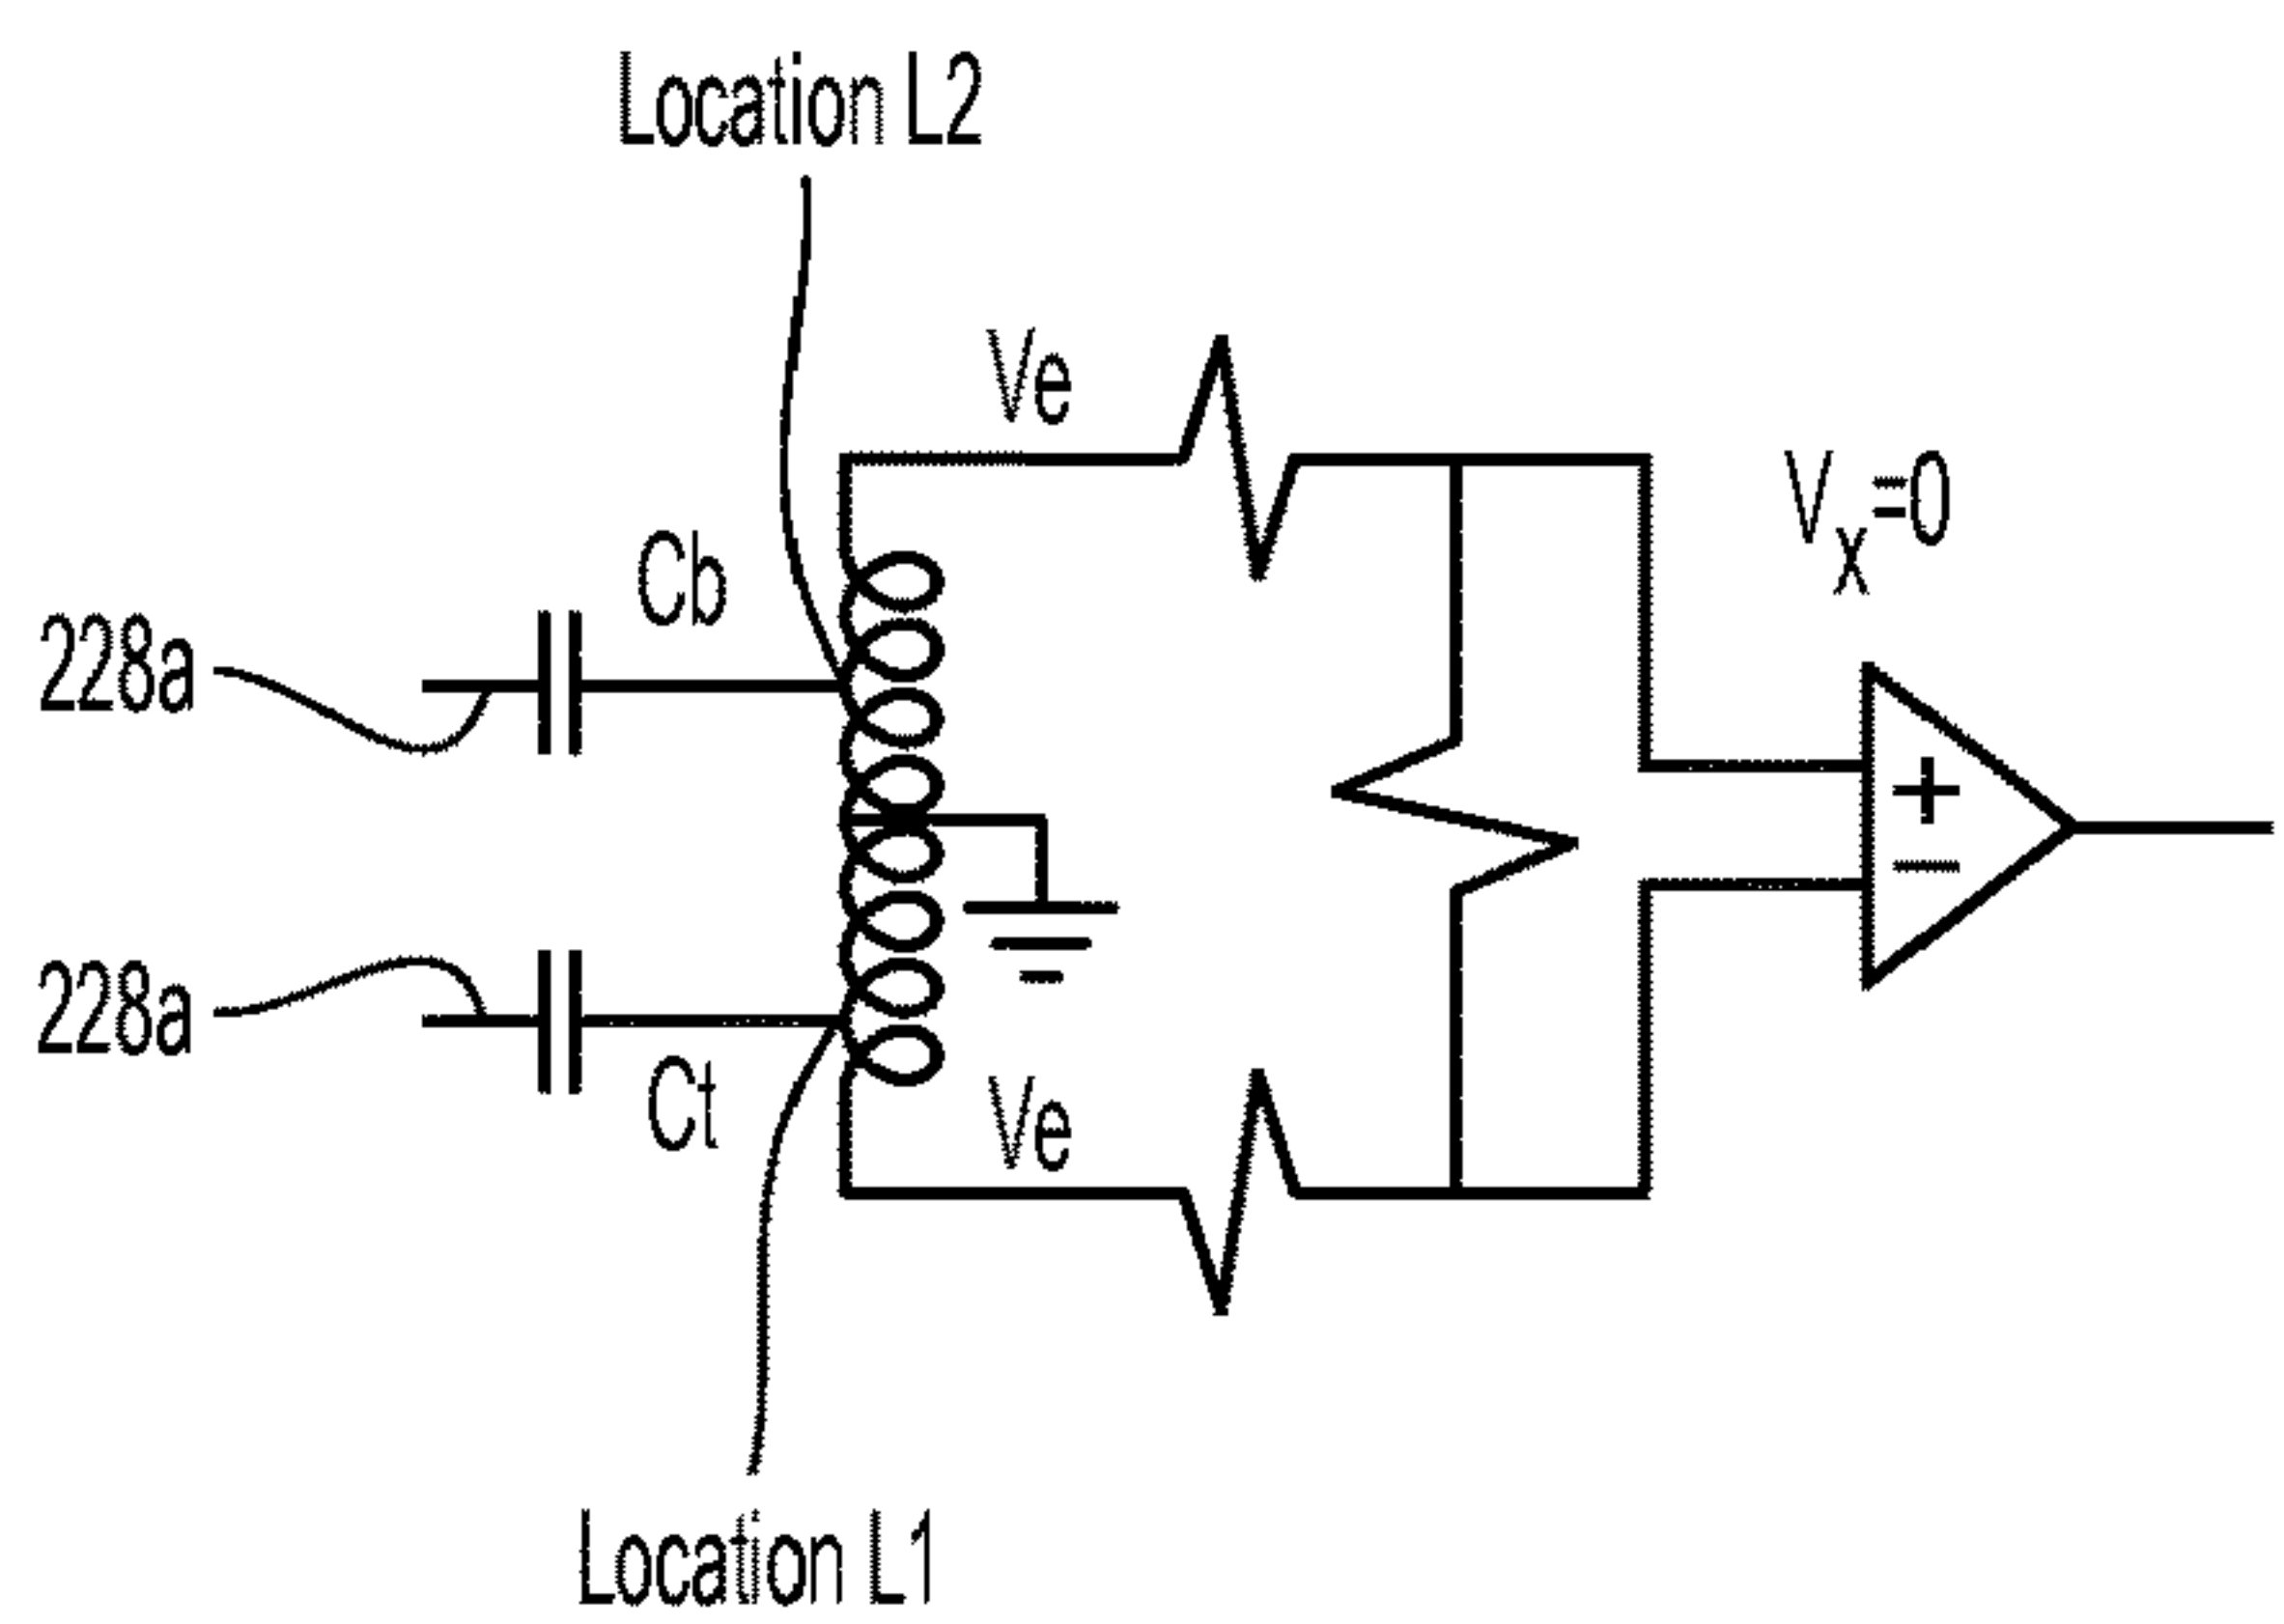 Location L2
Ve
Vx=0
Cb
228a
+
−
228a
Ct
Ve
Location L1